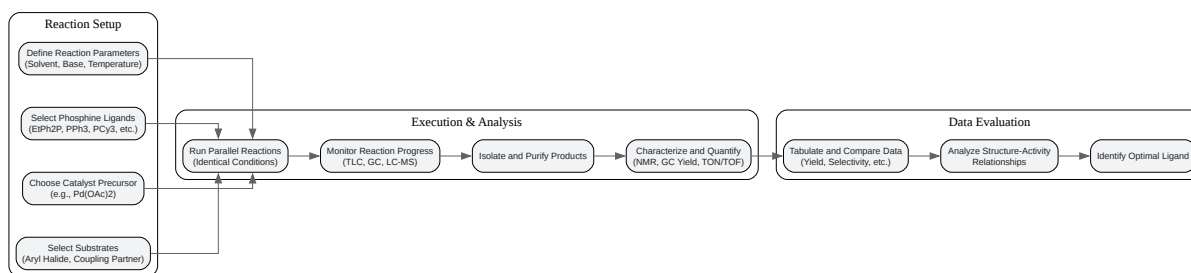 Reaction Setup
Define Reaction Parameters
(Solvent, Base, Temperature)
Select Phosphine Ligands
(EtPh2P, PPh3, PCy3, etc.)
Choose Catalyst Precursor
(e.g., Pd(OAc)2)
Select Substrates
(Aryl Halide, Coupling Partner)
Execution & Analysis
Run Parallel Reactions
(Identical Conditions)
Monitor Reaction Progress
(TLC, GC, LC-MS)
Isolate and Purify Products
Characterize and Quantify
(NMR, GC Yield, TON/TOF)
Data Evaluation
Tabulate and Compare Data
(Yield, Selectivity, etc.)
Analyze Structure-Activity
Relationships
Identify Optimal Ligand